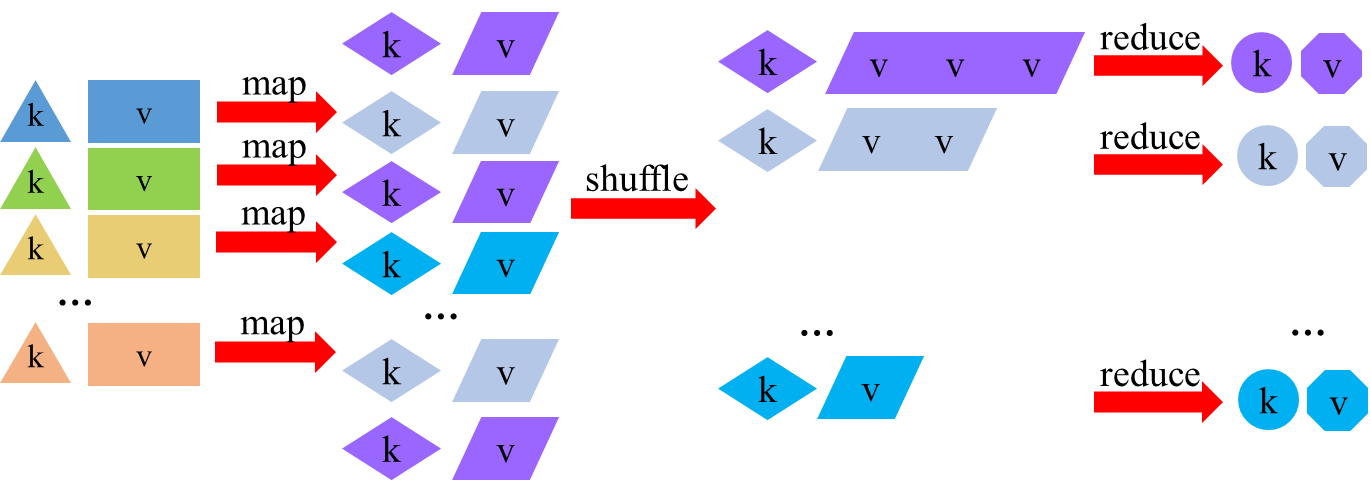 k v
k v
k v
...
k v
map
map
map
map
k v
k v
k v
k v
...
k v
k v
shuffle
k v v v
k v v
...
k v
reduce
reduce
reduce
k v
k v
...
k v